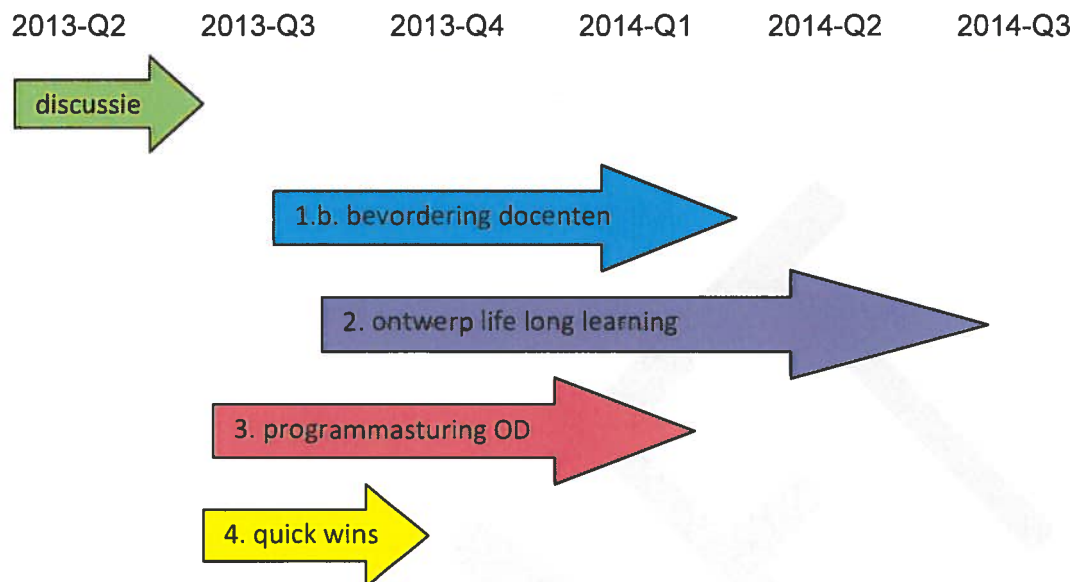 2013-Q2 2013-Q3 2013-Q4 2014-Q1 2014-Q2 2014-Q3
discussie
1.b. bevordering docenten
2. ontwerp life long learning
3. programmasturing OD
4. quick wins